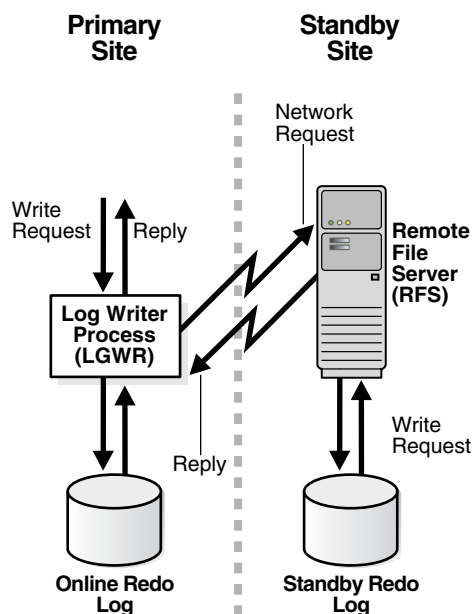 Primary
Site
Standby
Site
Network
Request
Write
Request
Reply
Remote
File
Server
(RFS)
Log Writer
Process
(LGWR)
Write
Request
Reply
Online Redo
Log
Standby Redo
Log